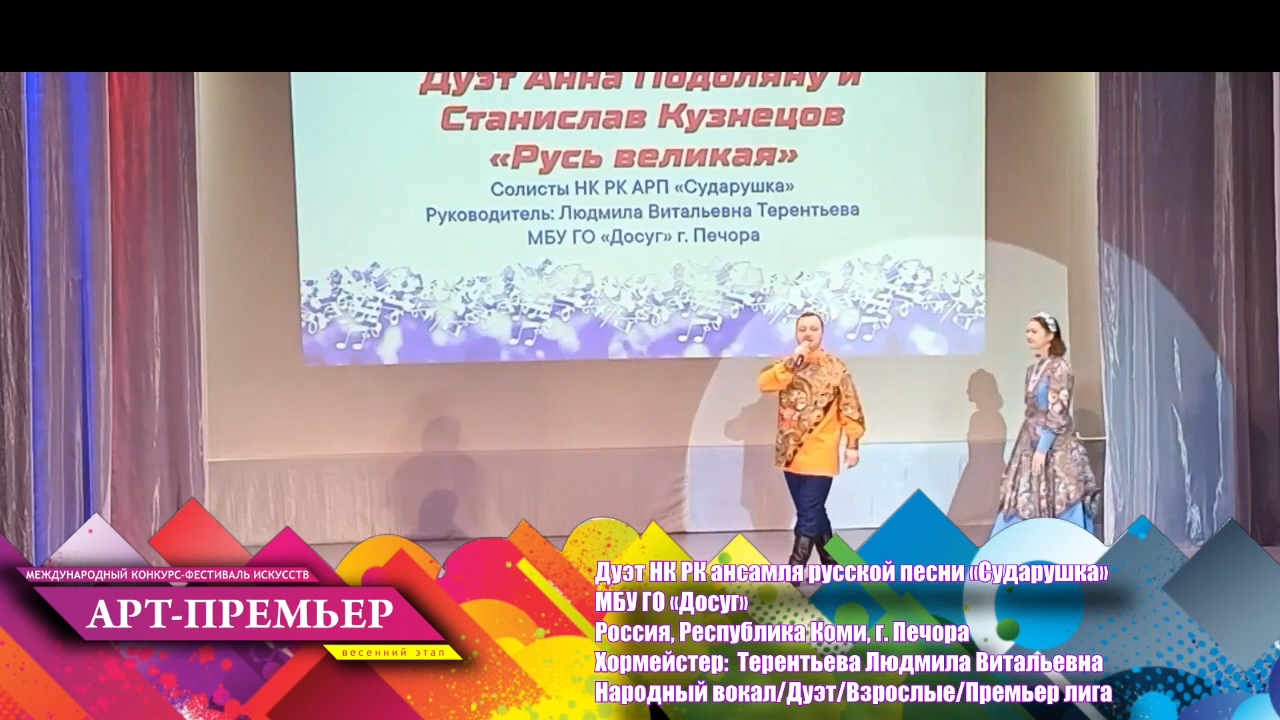 Дуэт Анна Подоляну и
Станислав Кузнецов
«Русь великая»
Солисты НК РК АРП «Сударушка»
Руководитель: Людмила Витальевна Терентьева
МБУ ГО «Досуг» г. Печора
МЕЖДУНАРОДНЫЙ КОНКУРС-ФЕСТИВАЛЬ ИСКУССТВ
АРТ-ПРЕМЬЕР
весенний этап
Дуэт НК РК ансамля русской песни «Сударушка»
МБУ ГО «Досуг»
Россия, Республика Коми, г. Печора
Хормейстер: Терентьева Людмила Витальевна
Народный вокал/Дуэт/Взрослые/Премьер лига